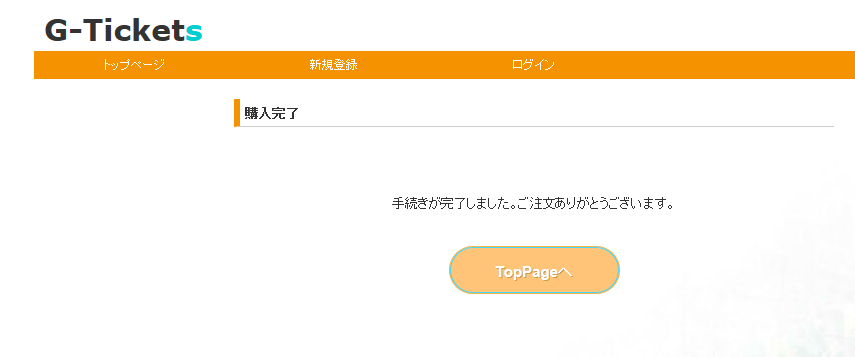 G-Tickets
トップページ 新規登録 ログイン
購入完了
手続きが完了しました。ご注文ありがとうございます。
TopPageへ